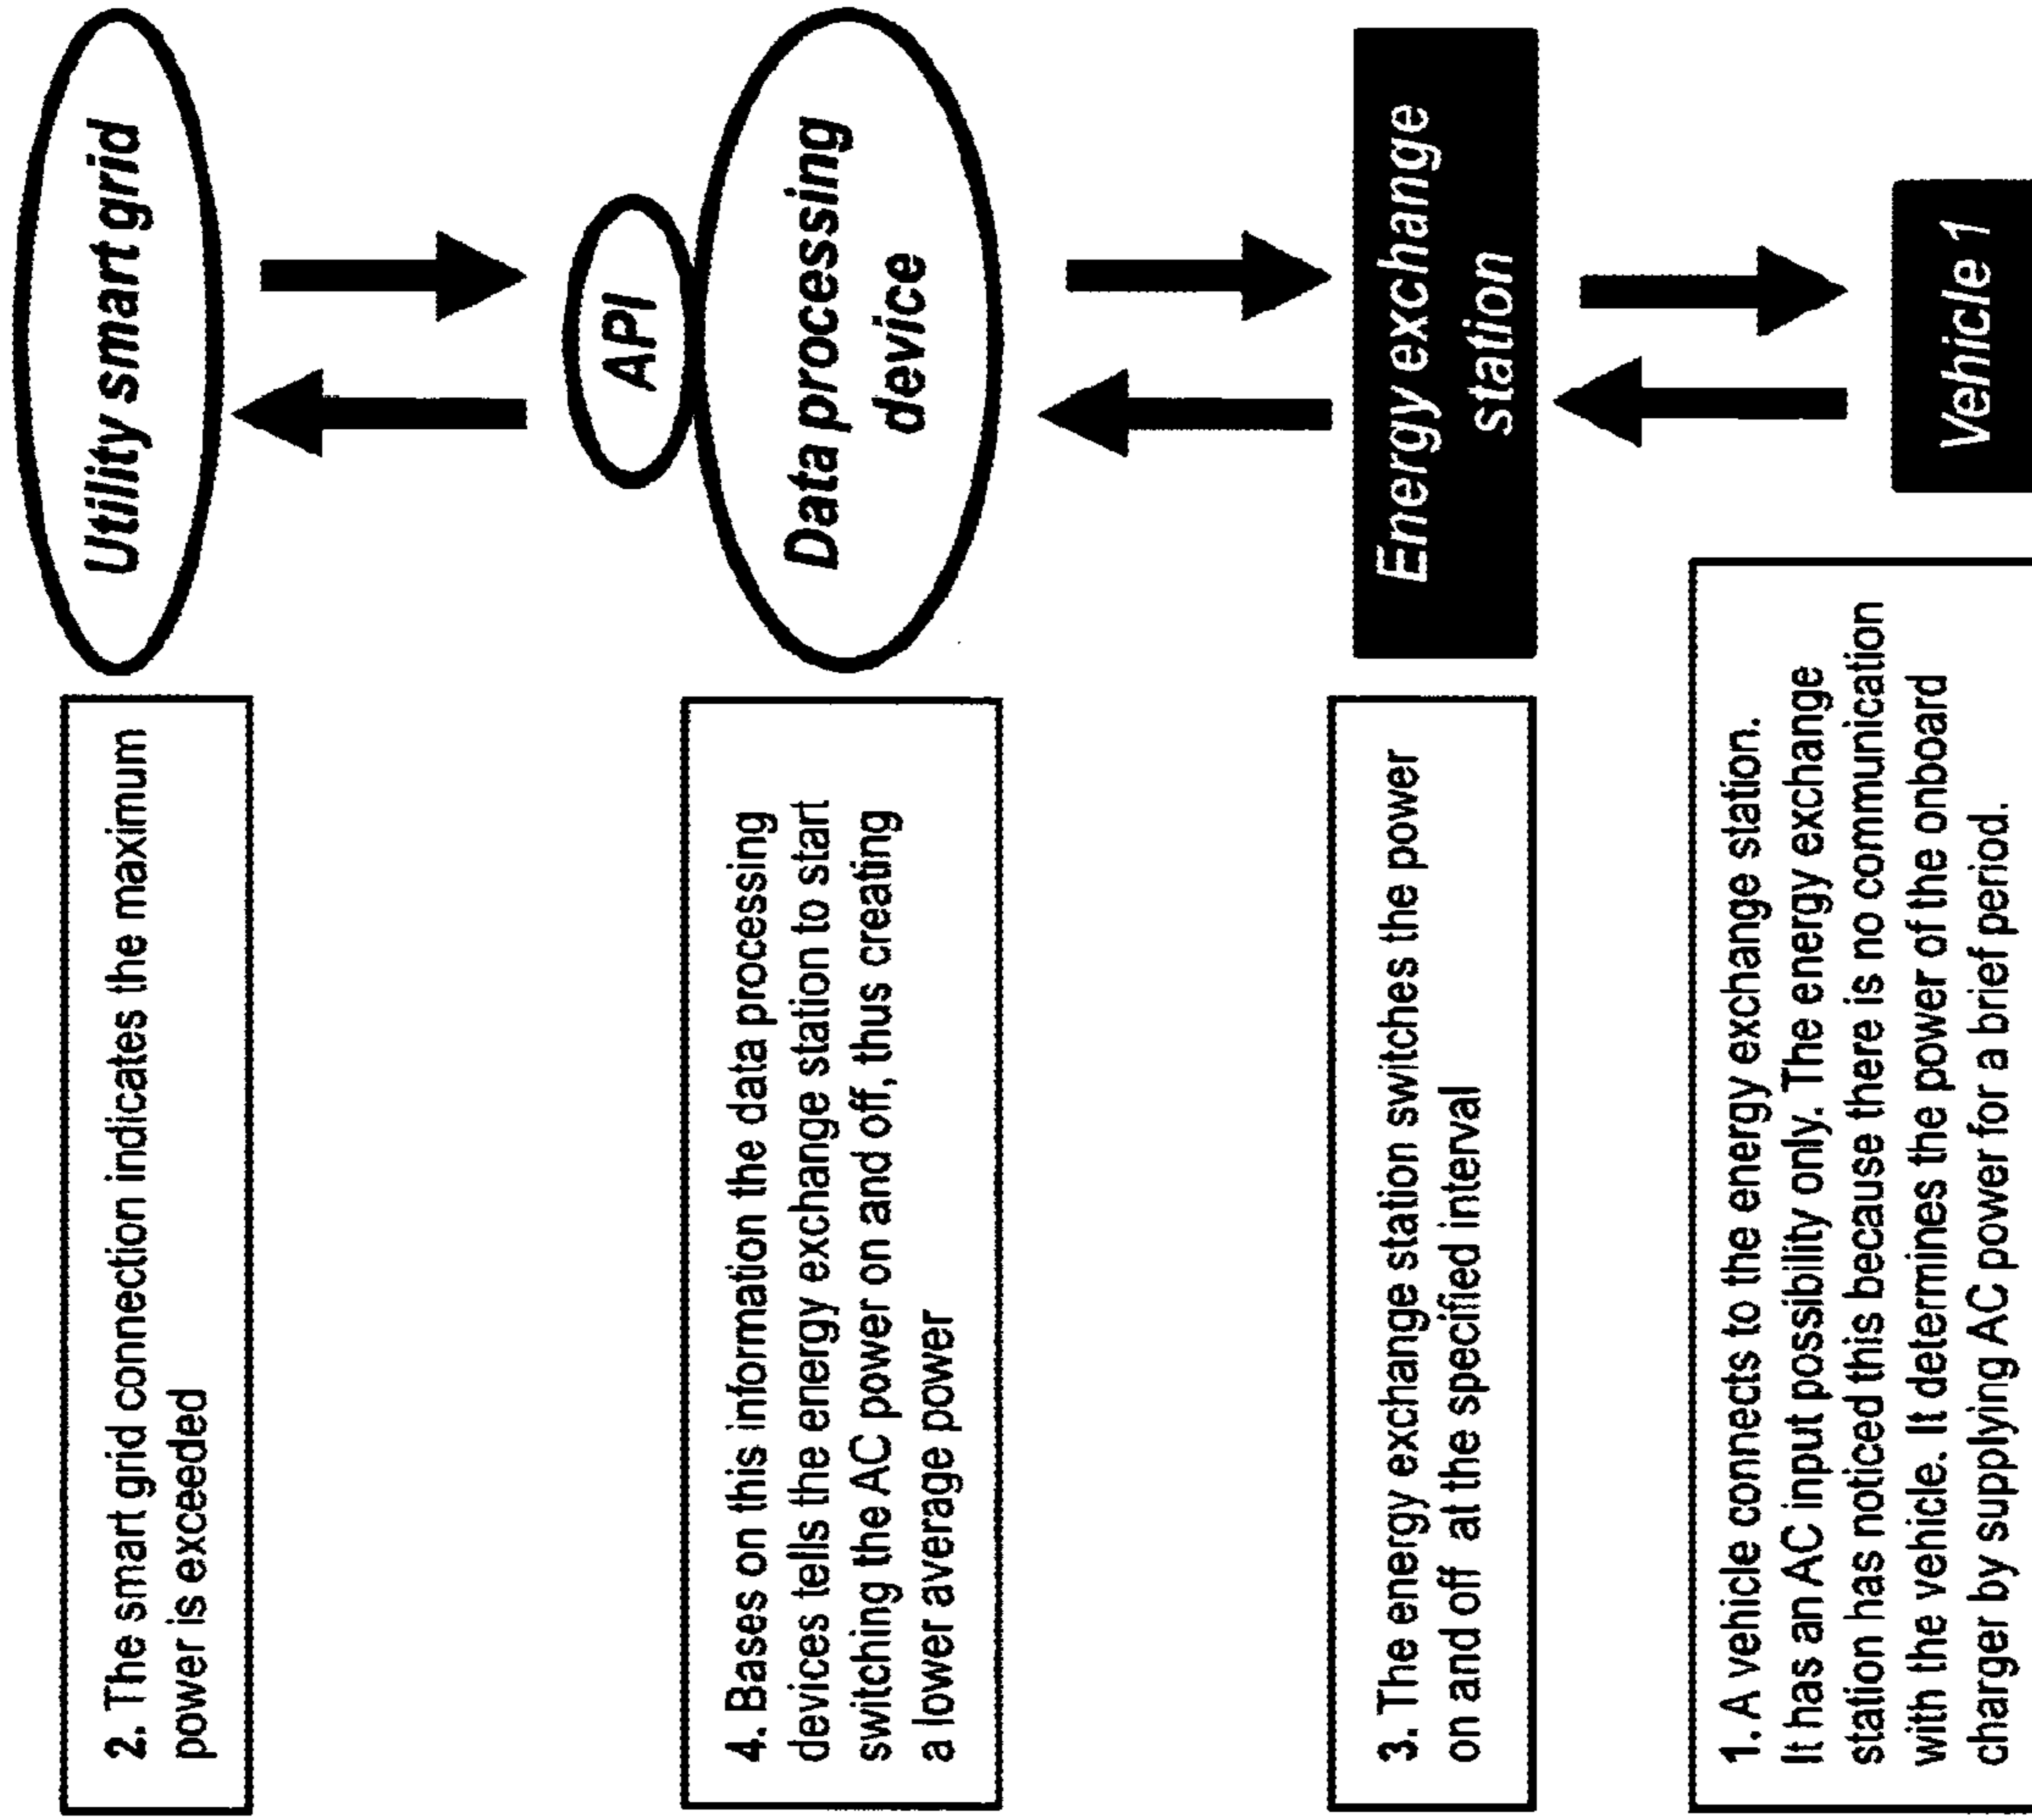 2. The smart grid connection indicates the maximum
power is exceeded
Utility smart grid
API
4. Bases on this information the data processing
devices tells the energy exchange station to start
switching the AC power on and off, thus creating
a lower average power
Data processing
device
3. The energy exchange station switches the power
on and off at the specified interval
Energy exchange
station
1. A vehicle connects to the energy exchange station.
It has an AC input possibility only. The energy exchange
station has noticed this because there is no communication
with the vehicle. It determines the power of the onboard
charger by supplying AC power for a brief period.
Vehicle 1